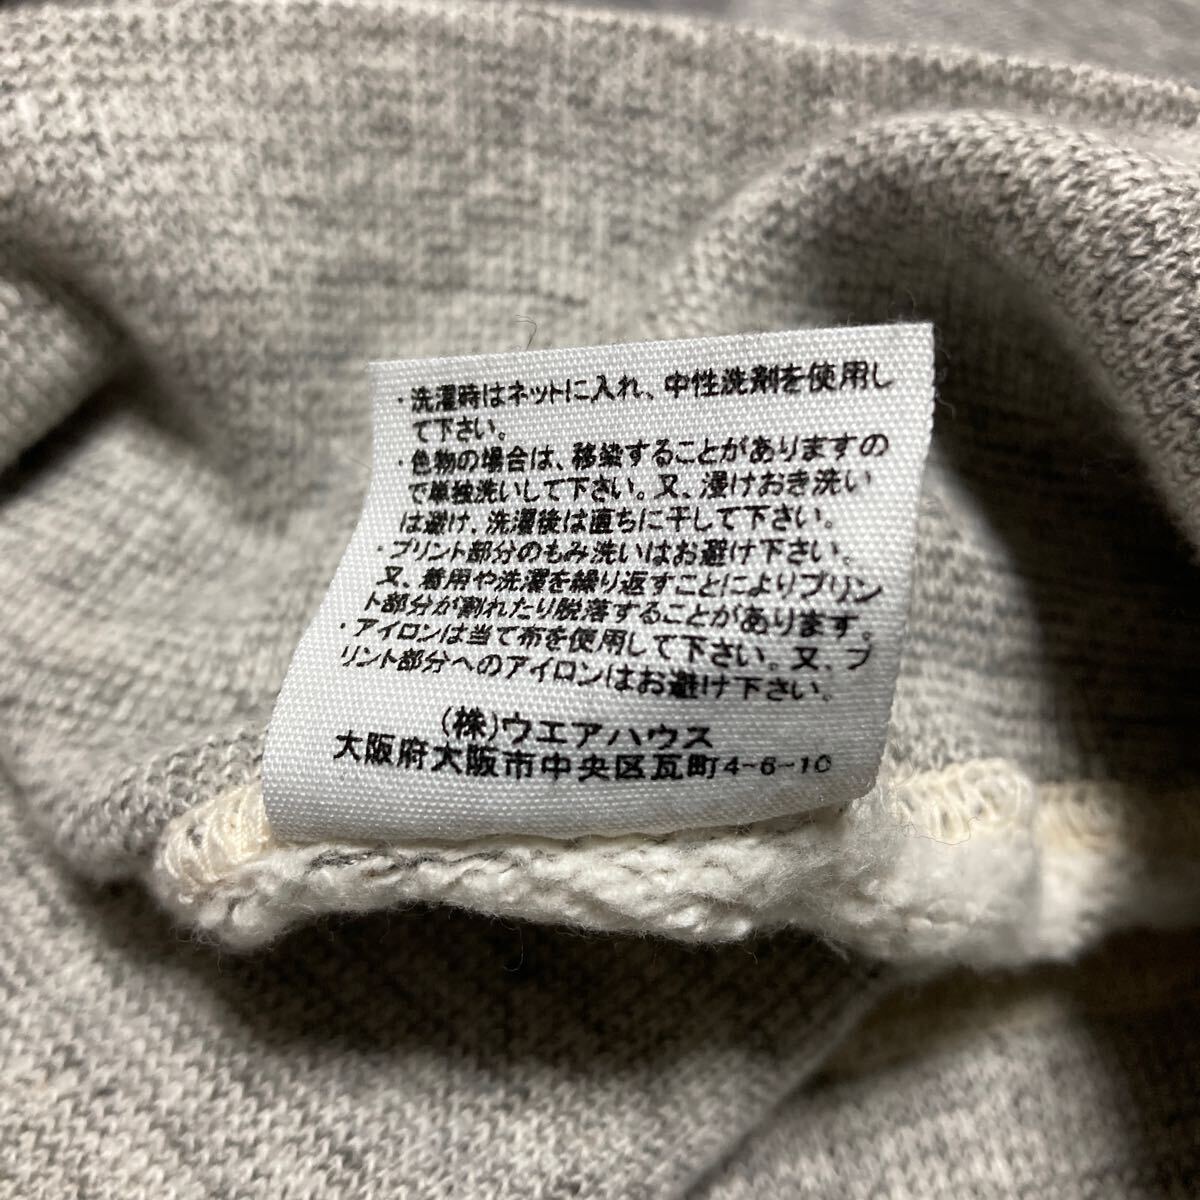 ・洗濯時はネットに入れ、中性洗剤を使用し
て下さい。
・色物の場合は、移染することがありますの
で単独洗いして下さい。又、浸けおき洗い
は避け、洗濯後は直ちに干して下さい。
・プリント部分のもみ洗いはお避け下さい。
又、着用や洗濯を繰り返すことによりプリン
ト部分が割れたり脱落することがあります。
・アイロンは当て布を使用して下さい。又、プ
リント部分へのアイロンはお避け下さい。
(株)ウエアハウス
大阪府大阪市中央区瓦町4-6-10